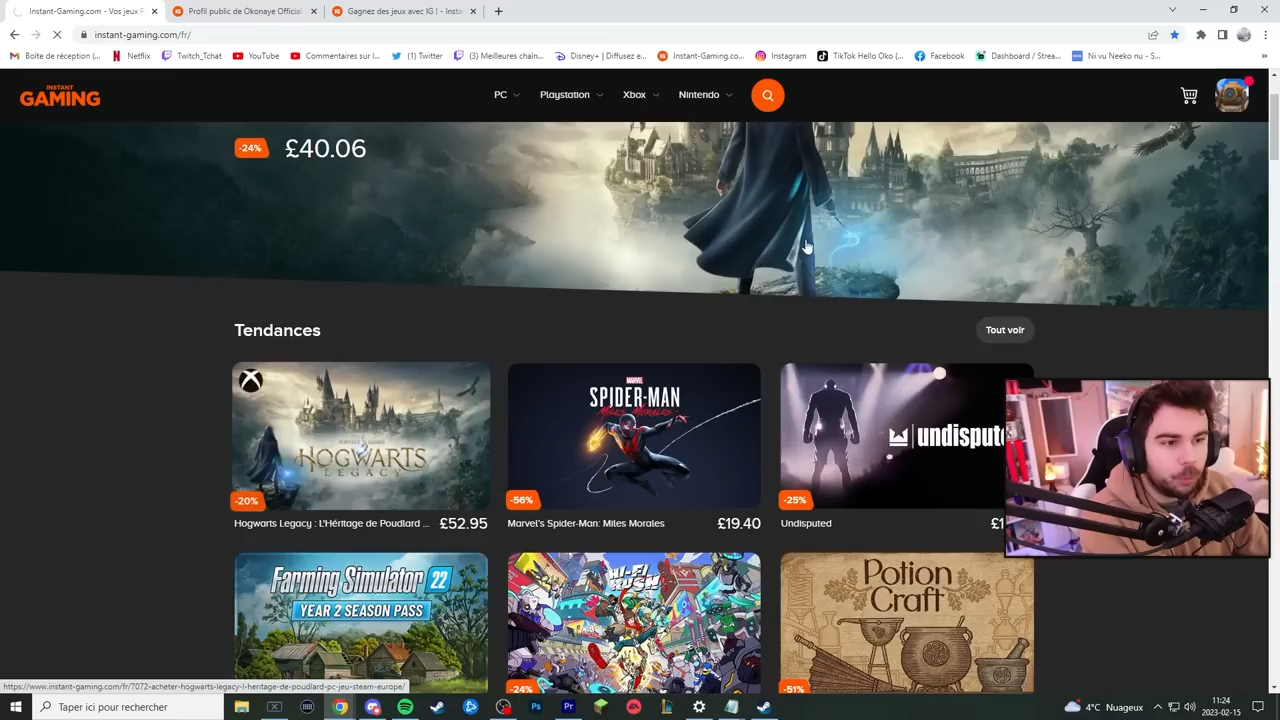 Instant-Gaming.com - Vos jeux P
Profil public de Okonaye Official
Gagnez des jeux avec IG ! - Insta
instant-gaming.com/fr/
Boîte de réception (...
Netflix
Twitch_Tchat
YouTube
Commentaires sur l...
(1) Twitter
(3) Meilleures chaîn...
Disney+ | Diffusez e...
Instant-Gaming.co...
Instagram
TikTok Hello Oko (...
Facebook
Dashboard / Strea...
Ni vu Neeko nu - S...
INSTANT
GAMING
PC
Playstation
Xbox
Nintendo
-24%
£40.06
Tendances
Tout voir
HOGWARTS
LEGACY
-20%
Hogwarts Legacy : L'Héritage de Poudlard ...
£52.95
MARVEL
SPIDER-MAN
MILES MORALES
-56%
Marvel's Spider-Man: Miles Morales
£19.40
undispute
-25%
Undisputed
£1
Farming Simulator 22
YEAR 2 SEASON PASS
HI-FI
RUSH
-24%
Potion
Craft
-51%
https://www.instant-gaming.com/fr/7072-acheter-hogwarts-legacy-l-heritage-de-poudlard-pc-jeu-steam-europe/
Taper ici pour rechercher
4°C Nuageux
11:24
2023-02-15